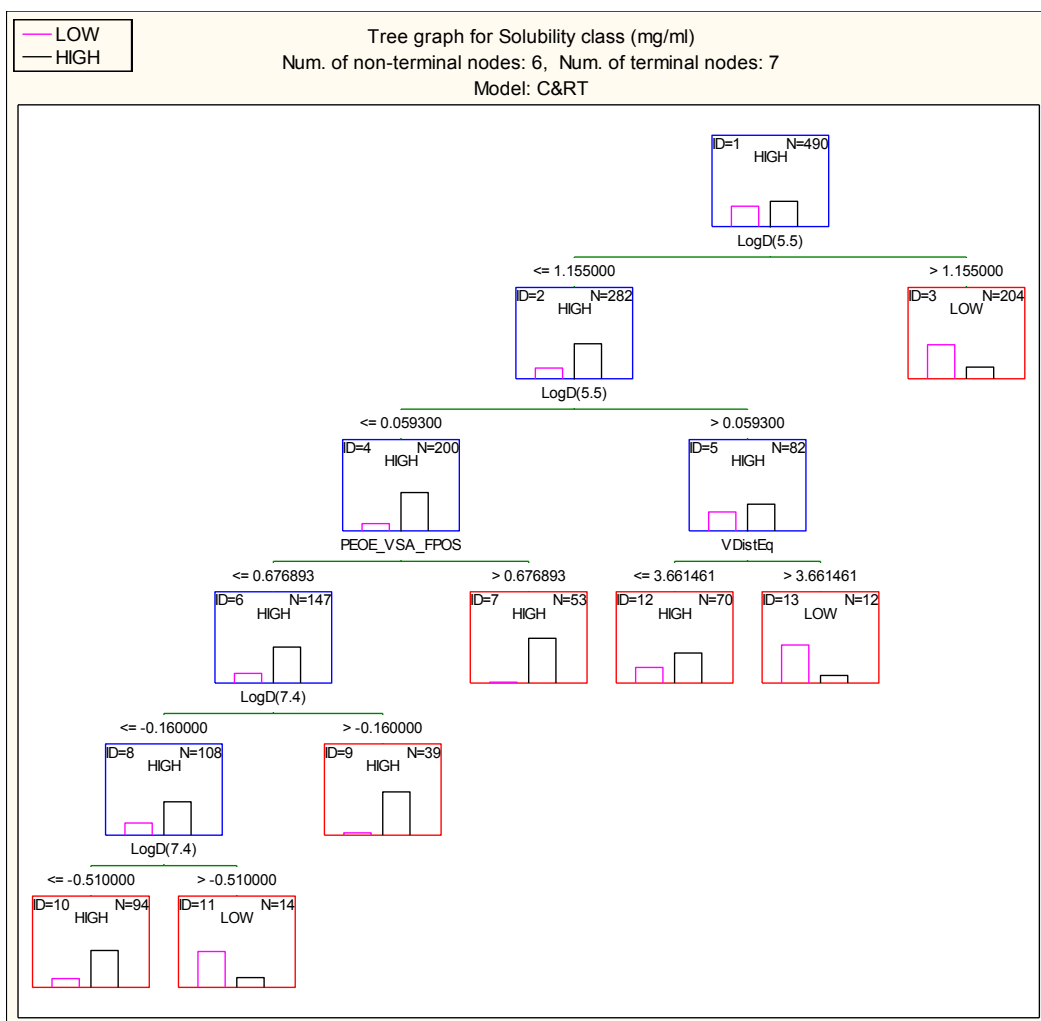 LOW
HIGH
Tree graph for Solubility class (mg/ml)
Num. of non-terminal nodes: 6,  Num. of terminal nodes: 7
Model: C&RT
ID=1 N=490
HIGH
LogD(5.5)
<= 1.155000 > 1.155000
ID=2 N=282 ID=3 N=204
HIGH LOW
LogD(5.5)
<= 0.059300 > 0.059300
ID=4 N=200 ID=5 N=82
HIGH HIGH
PEOE_VSA_FPOS VDistEq
<= 0.676893 > 0.676893 <= 3.661461 > 3.661461
ID=6 N=147 ID=7 N=53 ID=12 N=70 ID=13 N=12
HIGH HIGH HIGH LOW
LogD(7.4)
<= -0.160000 > -0.160000
ID=8 N=108 ID=9 N=39
HIGH HIGH
LogD(7.4)
<= -0.510000 > -0.510000
ID=10 N=94 ID=11 N=14
HIGH LOW